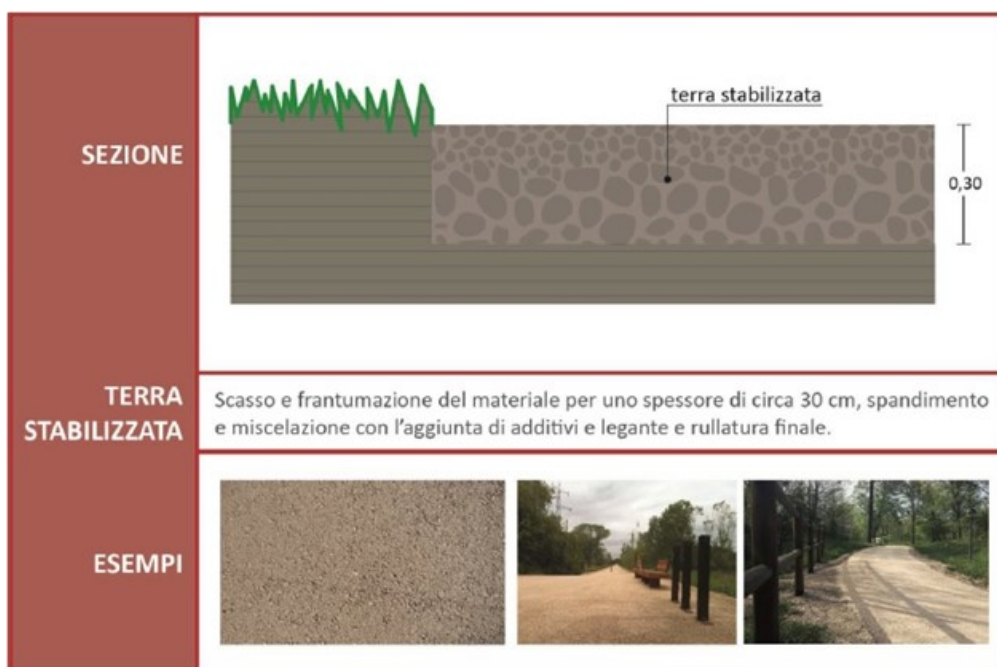 SEZIONE
terra stabilizzata
0,30
TERRA
STABILIZZATA
Scasso e frantumazione del materiale per uno spessore di circa 30 cm, spandimento
e miscelazione con l'aggiunta di additivi e legante e rullatura finale.
ESEMPI